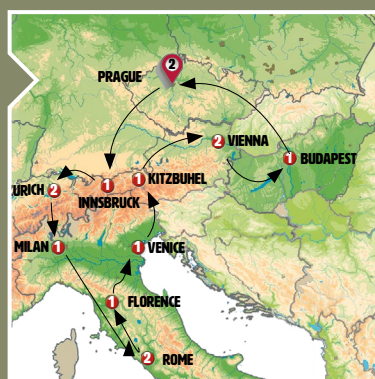 2
PRAGUE
2 VIENNA
1 BUDAPEST
1 KITZBUHEL
URICH 2
1
INNSBRUCK
MILAN 1
1 VENICE
1 FLORENCE
2 ROME